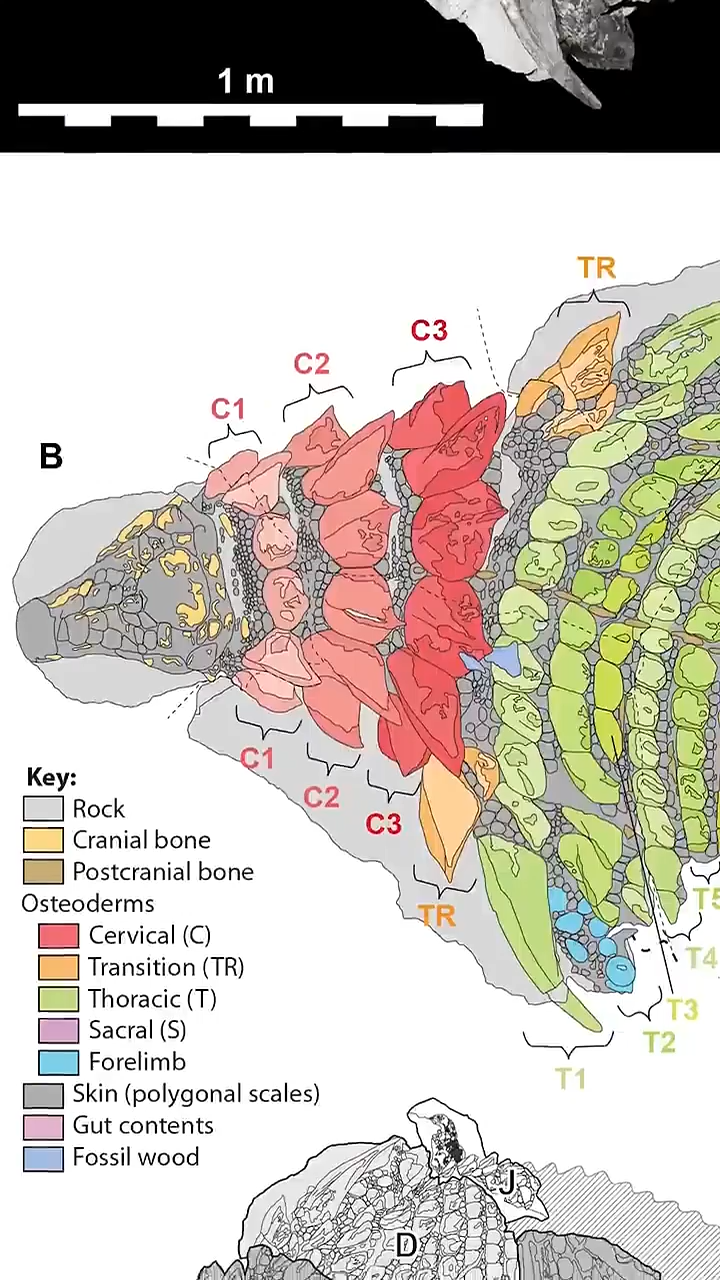 1 m
TR
C3
C2
C1
B
C1
C2
C3
TR
T5
T4
T3
T2
T1
Key:
Rock
Cranial bone
Postcranial bone
Osteoderms
Cervical (C)
Transition (TR)
Thoracic (T)
Sacral (S)
Forelimb
Skin (polygonal scales)
Gut contents
Fossil wood
J
D